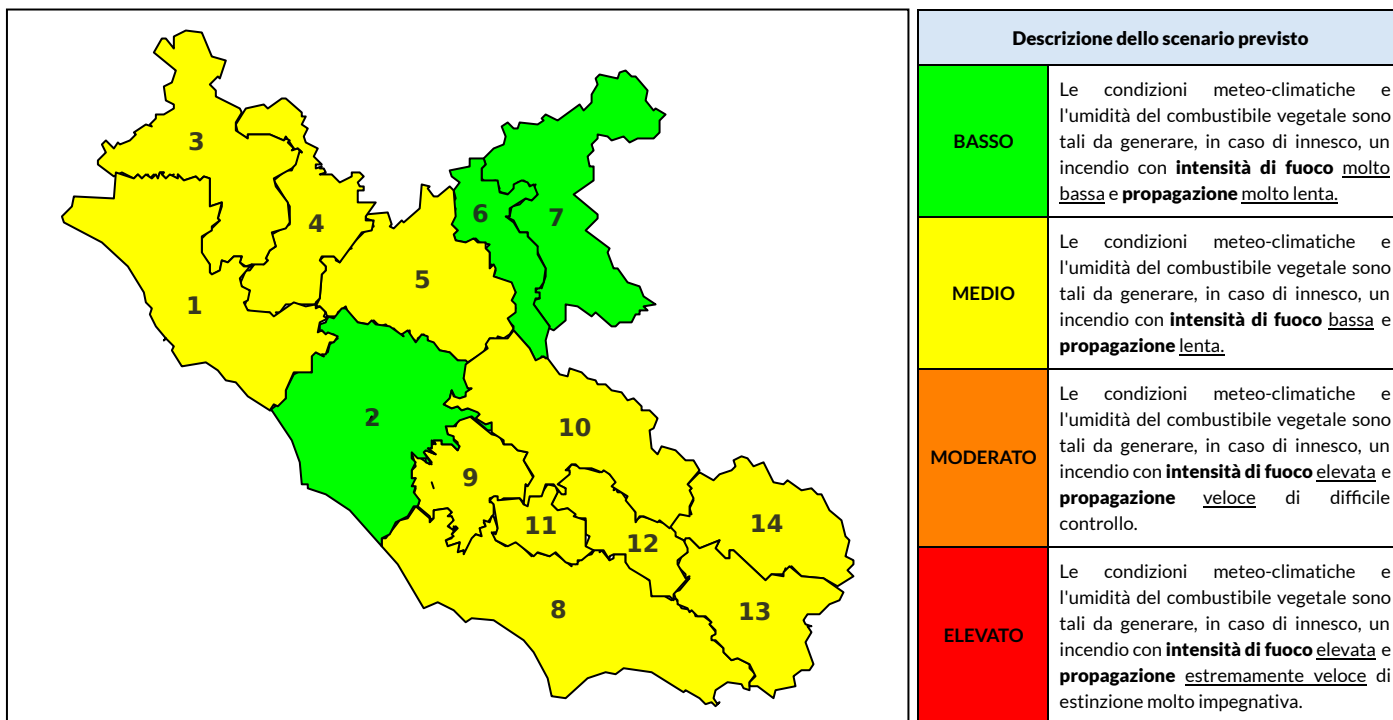 3
4
6
7
5
1
2
10
9
11
12
14
8
13
Descrizione dello scenario previsto
BASSO
Le condizioni meteo-climatiche e
l'umidità del combustibile vegetale sono
tali da generare, in caso di innesco, un
incendio con intensità di fuoco molto
bassa e propagazione molto lenta.
MEDIO
Le condizioni meteo-climatiche e
l'umidità del combustibile vegetale sono
tali da generare, in caso di innesco, un
incendio con intensità di fuoco bassa e
propagazione lenta.
MODERATO
Le condizioni meteo-climatiche e
l'umidità del combustibile vegetale sono
tali da generare, in caso di innesco, un
incendio con intensità di fuoco elevata e
propagazione veloce di difficile
controllo.
ELEVATO
Le condizioni meteo-climatiche e
l'umidità del combustibile vegetale sono
tali da generare, in caso di innesco, un
incendio con intensità di fuoco elevata e
propagazione estremamente veloce di
estinzione molto impegnativa.